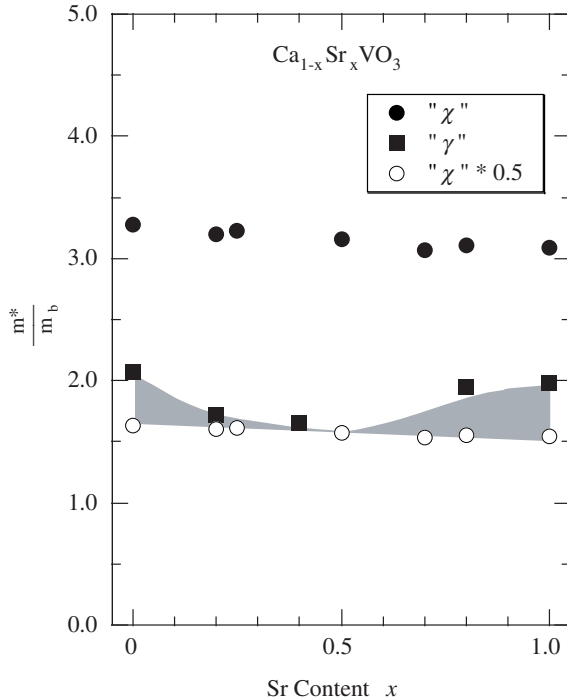 5.0
Ca1-xSrxVO3
" χ "
" γ "
" χ " * 0.5
4.0
3.0
m*
m b
2.0
1.0
0.0
0
0.5
1.0
Sr Content x